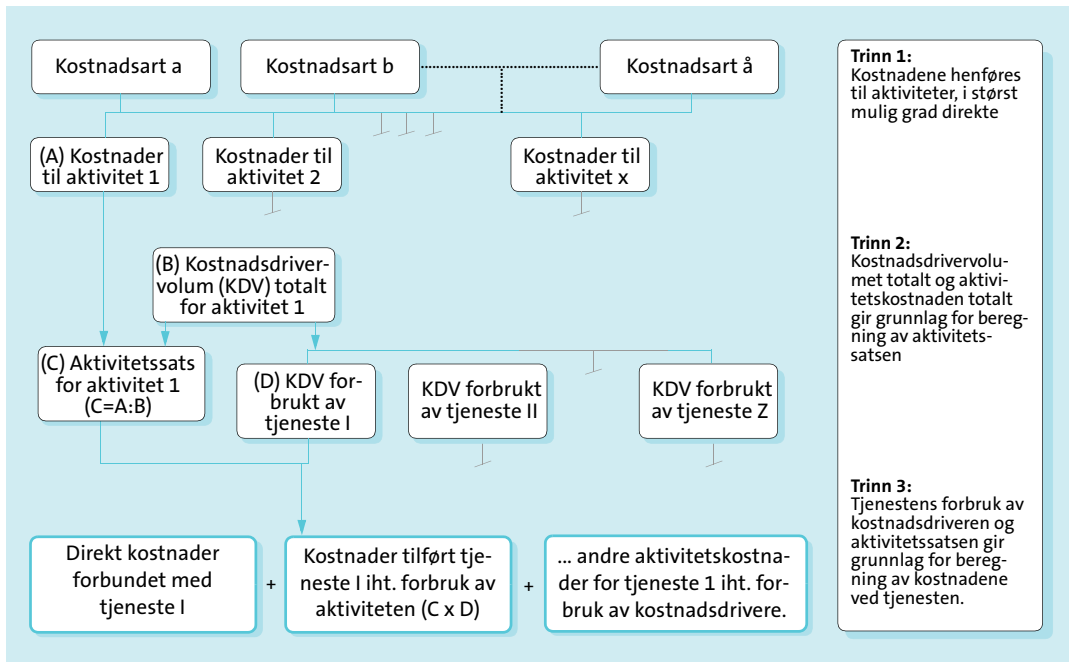 Kostnadsart a
Kostnadsart b
Kostnadsart å
(A) Kostnader
til aktivitet 1
Kostnader til
aktivitet 2
Kostnader til
aktivitet x
(B) Kostnadsdriver-
volum (KDV) totalt
for aktivitet 1
(C) Aktivitetssats
for aktivitet 1
(C=A:B)
(D) KDV for-
brukt av
tjeneste I
KDV forbrukt
av tjeneste II
KDV forbrukt
av tjeneste Z
Direkt kostnader
forbundet med
tjeneste I
+
Kostnader tilført tje-
neste I iht. forbruk av
aktiviteten (C x D)
+
... andre aktivitetskostna-
der for tjeneste 1 iht. for-
bruk av kostnadsdrivere.
Trinn 1:
Kostnadene henføres
til aktiviteter, i størst
mulig grad direkte
Trinn 2:
Kostnadsdrivervolu-
met totalt og aktivi-
tetskostnaden totalt
gir grunnlag for bereg-
ning av aktivitets-
satsen
Trinn 3:
Tjenestens forbruk av
kostnadsdriveren og
aktivitetssatsen gir
grunnlag for bereg-
ning av kostnadene
ved tjenesten.